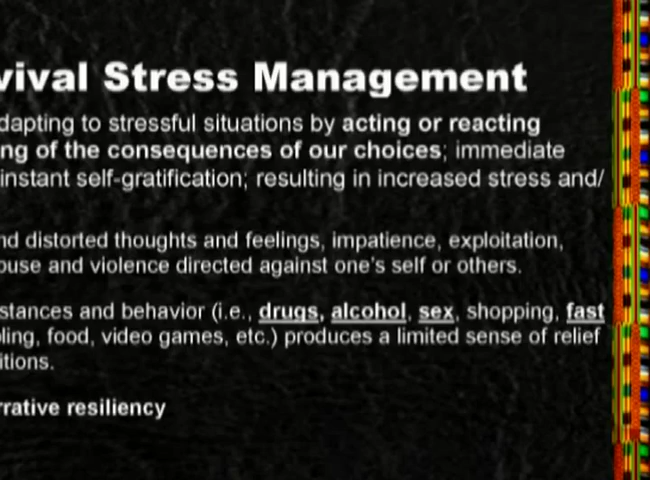 vival Stress Management
dapting to stressful situations by acting or reacting
ng of the consequences of our choices; immediate
instant self-gratification; resulting in increased stress and/
nd distorted thoughts and feelings, impatience, exploitation,
buse and violence directed against one's self or others.
stances and behavior (i.e., drugs, alcohol, sex, shopping, fast
ling, food, video games, etc.) produces a limited sense of relief
itions.
rrative resiliency